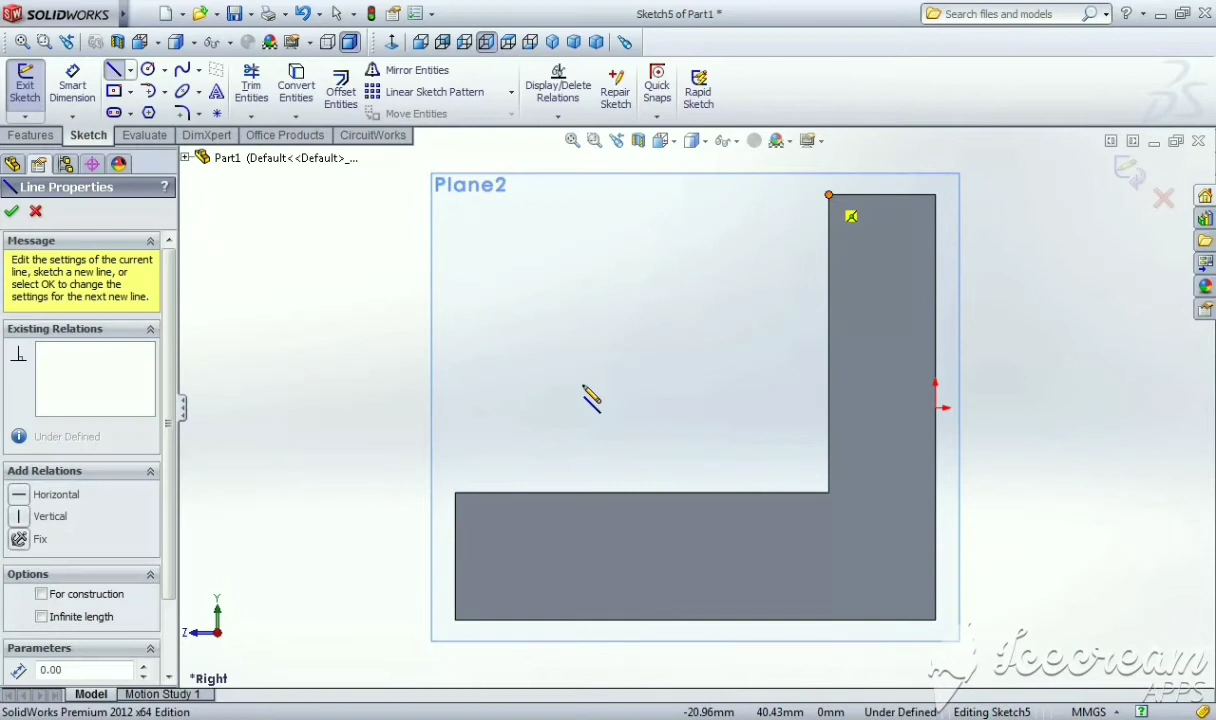 SOLIDWORKS
Sketch5 of Part1 *
Search files and models
Exit Sketch
Smart Dimension
Trim Entities
Convert Entities
Offset Entities
Mirror Entities
Linear Sketch Pattern
Move Entities
Display/Delete Relations
Repair Sketch
Quick Snaps
Rapid Sketch
Features
Sketch
Evaluate
DimXpert
Office Products
CircuitWorks
Part1 (Default<<Default>_...
Line Properties
?
Message
Edit the settings of the current
line, sketch a new line, or
select OK to change the
settings for the next new line.
Existing Relations
Under Defined
Add Relations
Horizontal
Vertical
Fix
Options
For construction
Infinite length
Parameters
0.00
Plane2
Y
Z
*Right
Icecream
APPS
Model
Motion Study 1
SolidWorks Premium 2012 x64 Edition
-20.96mm
40.43mm
0mm
Under Defined
Editing Sketch5
MMGS